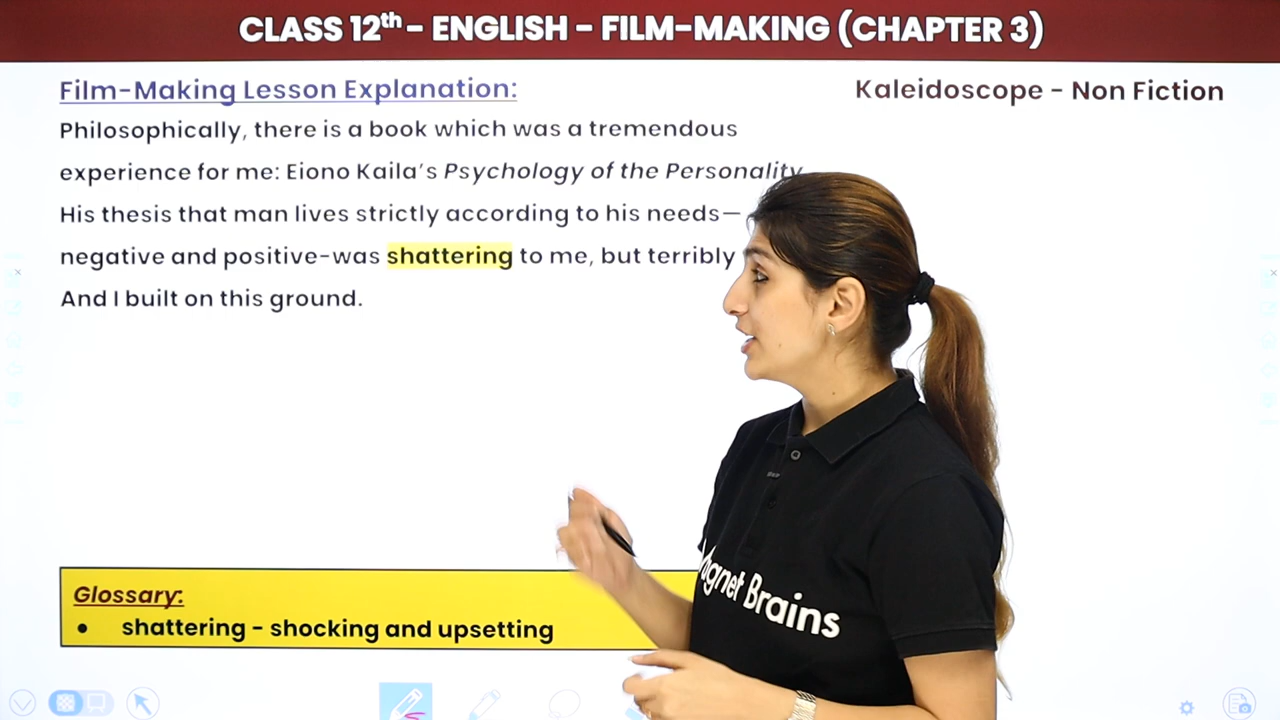 CLASS 12th - ENGLISH - FILM-MAKING (CHAPTER 3)
Film-Making Lesson Explanation:
Kaleidoscope - Non Fiction
Philosophically, there is a book which was a tremendous
experience for me: Eiono Kaila's Psychology of the Personality
His thesis that man lives strictly according to his needs—
negative and positive-was shattering to me, but terribly
And I built on this ground.
Glossary:
• shattering - shocking and upsetting
gnet Brains